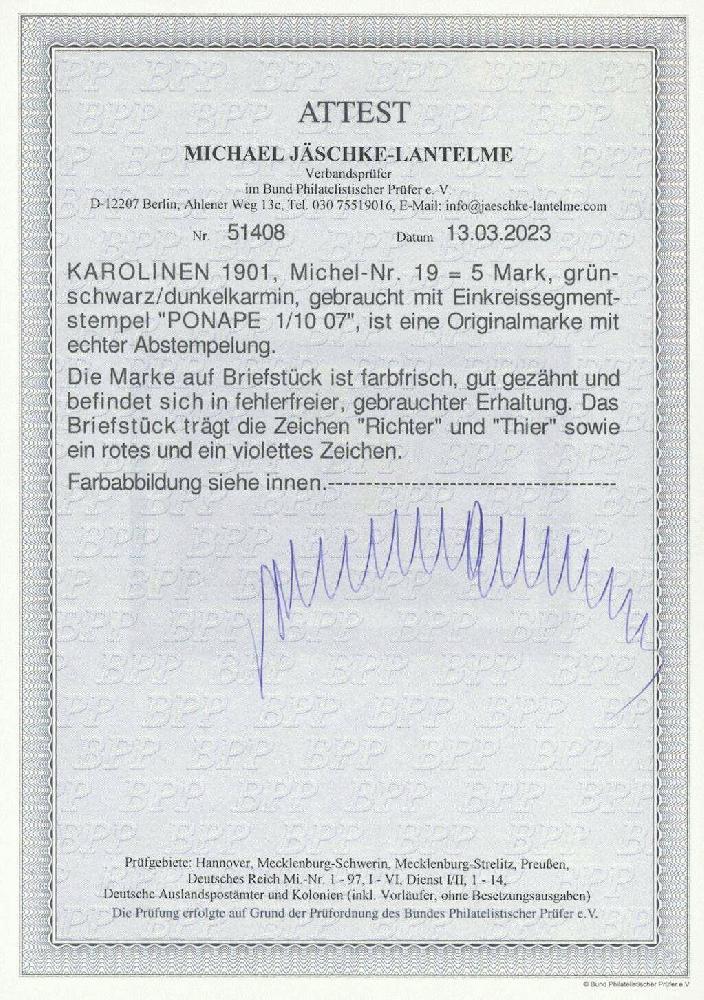 ATTEST
MICHAEL JÄSCHKE-LANTELME
Verbandsprüfer
im Bund Philatelistischer Prüfer e. V.
D-12207 Berlin, Ahlener Weg 13c, Tel. 030 75519016, E-Mail: info@jaeschke-lantelme.com
Nr. 51408 Datum 13.03.2023
KAROLINEN 1901, Michel-Nr. 19 = 5 Mark, grün-
schwarz/dunkelkarmin, gebraucht mit Einkreissegment-
stempel "PONAPE 1/10 07", ist eine Originalmarke mit
echter Abstempelung.
Die Marke auf Briefstück ist farbfrisch, gut gezähnt und
befindet sich in fehlerfreier, gebrauchter Erhaltung. Das
Briefstück trägt die Zeichen "Richter" und "Thier" sowie
ein rotes und ein violettes Zeichen.
Farbabbildung siehe innen.------------------------------------
Prüfgebiete: Hannover, Mecklenburg-Schwerin, Mecklenburg-Strelitz, Preußen,
Deutsches Reich Mi.-Nr. 1 - 97, I - VI, Dienst I/II, 1 - 14,
Deutsche Auslandspostämter und Kolonien (inkl. Vorläufer, ohne Besetzungsausgaben)
Die Prüfung erfolgte auf Grund der Prüfordnung des Bundes Philatelistischer Prüfer e.V.
© Bund Philatelistischer Prüfer e.V.